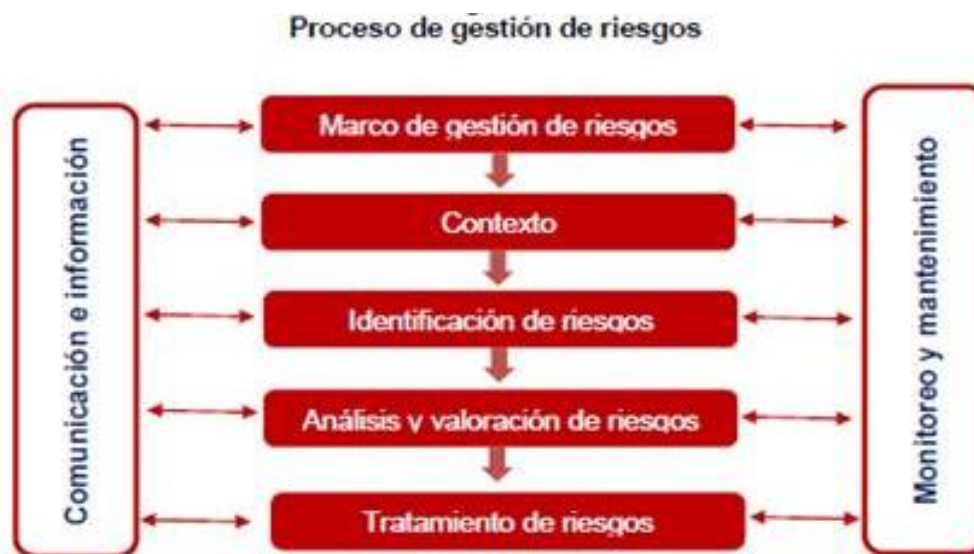 Proceso de gestión de riesgos
Comunicación e información
Marco de gestión de riesgos
Contexto
Identificación de riesgos
Análisis y valoración de riesgos
Tratamiento de riesgos
Monitoreo y mantenimiento